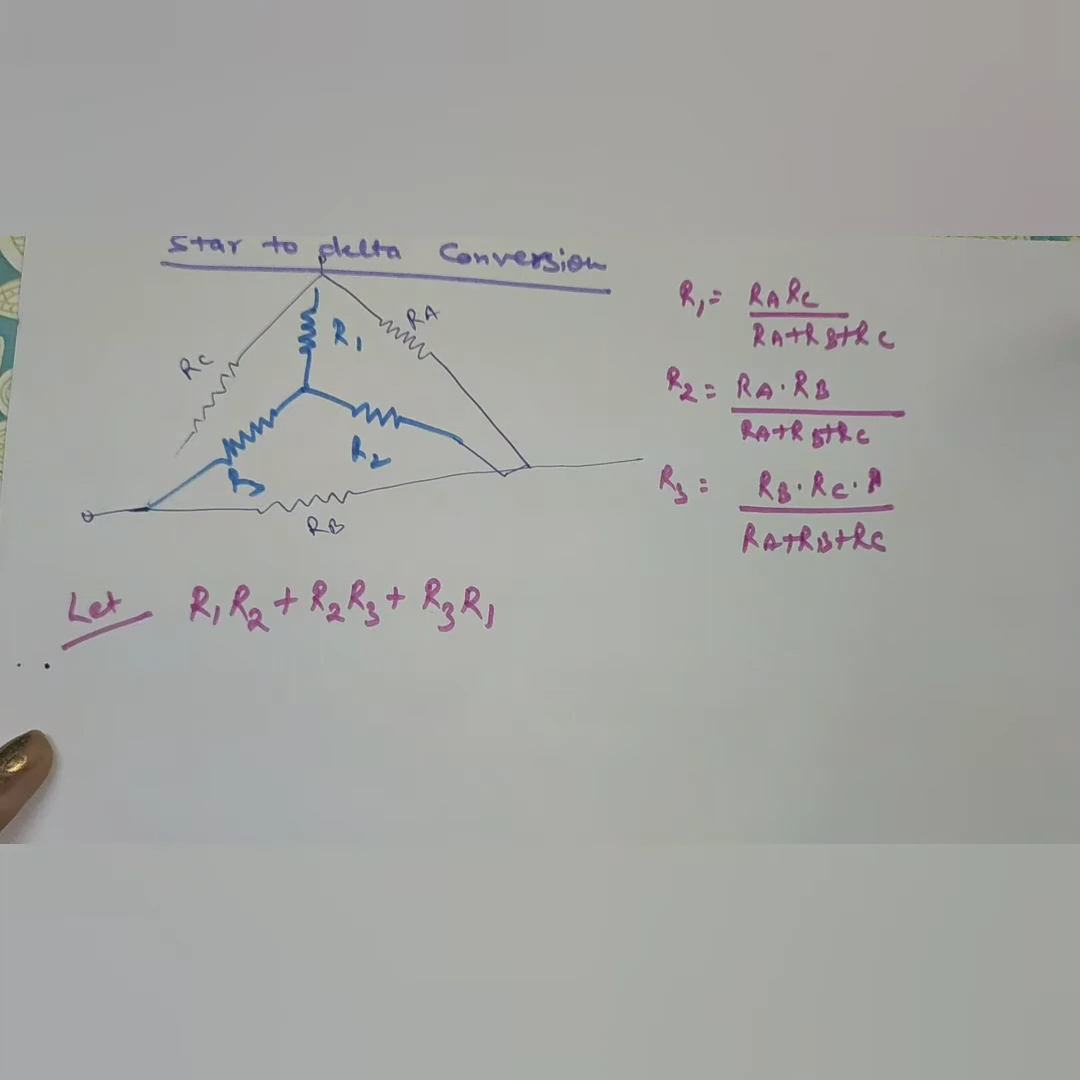 Star to delta Conversion
RC
R1
RA
R2
R3
RB
R1 = RA RC
RA+RB+RC
R2 = RA · RB
RA+RB+RC
R3 = RB · RC ·
RA+RB+RC
Let R1R2 + R2R3 + R3R1